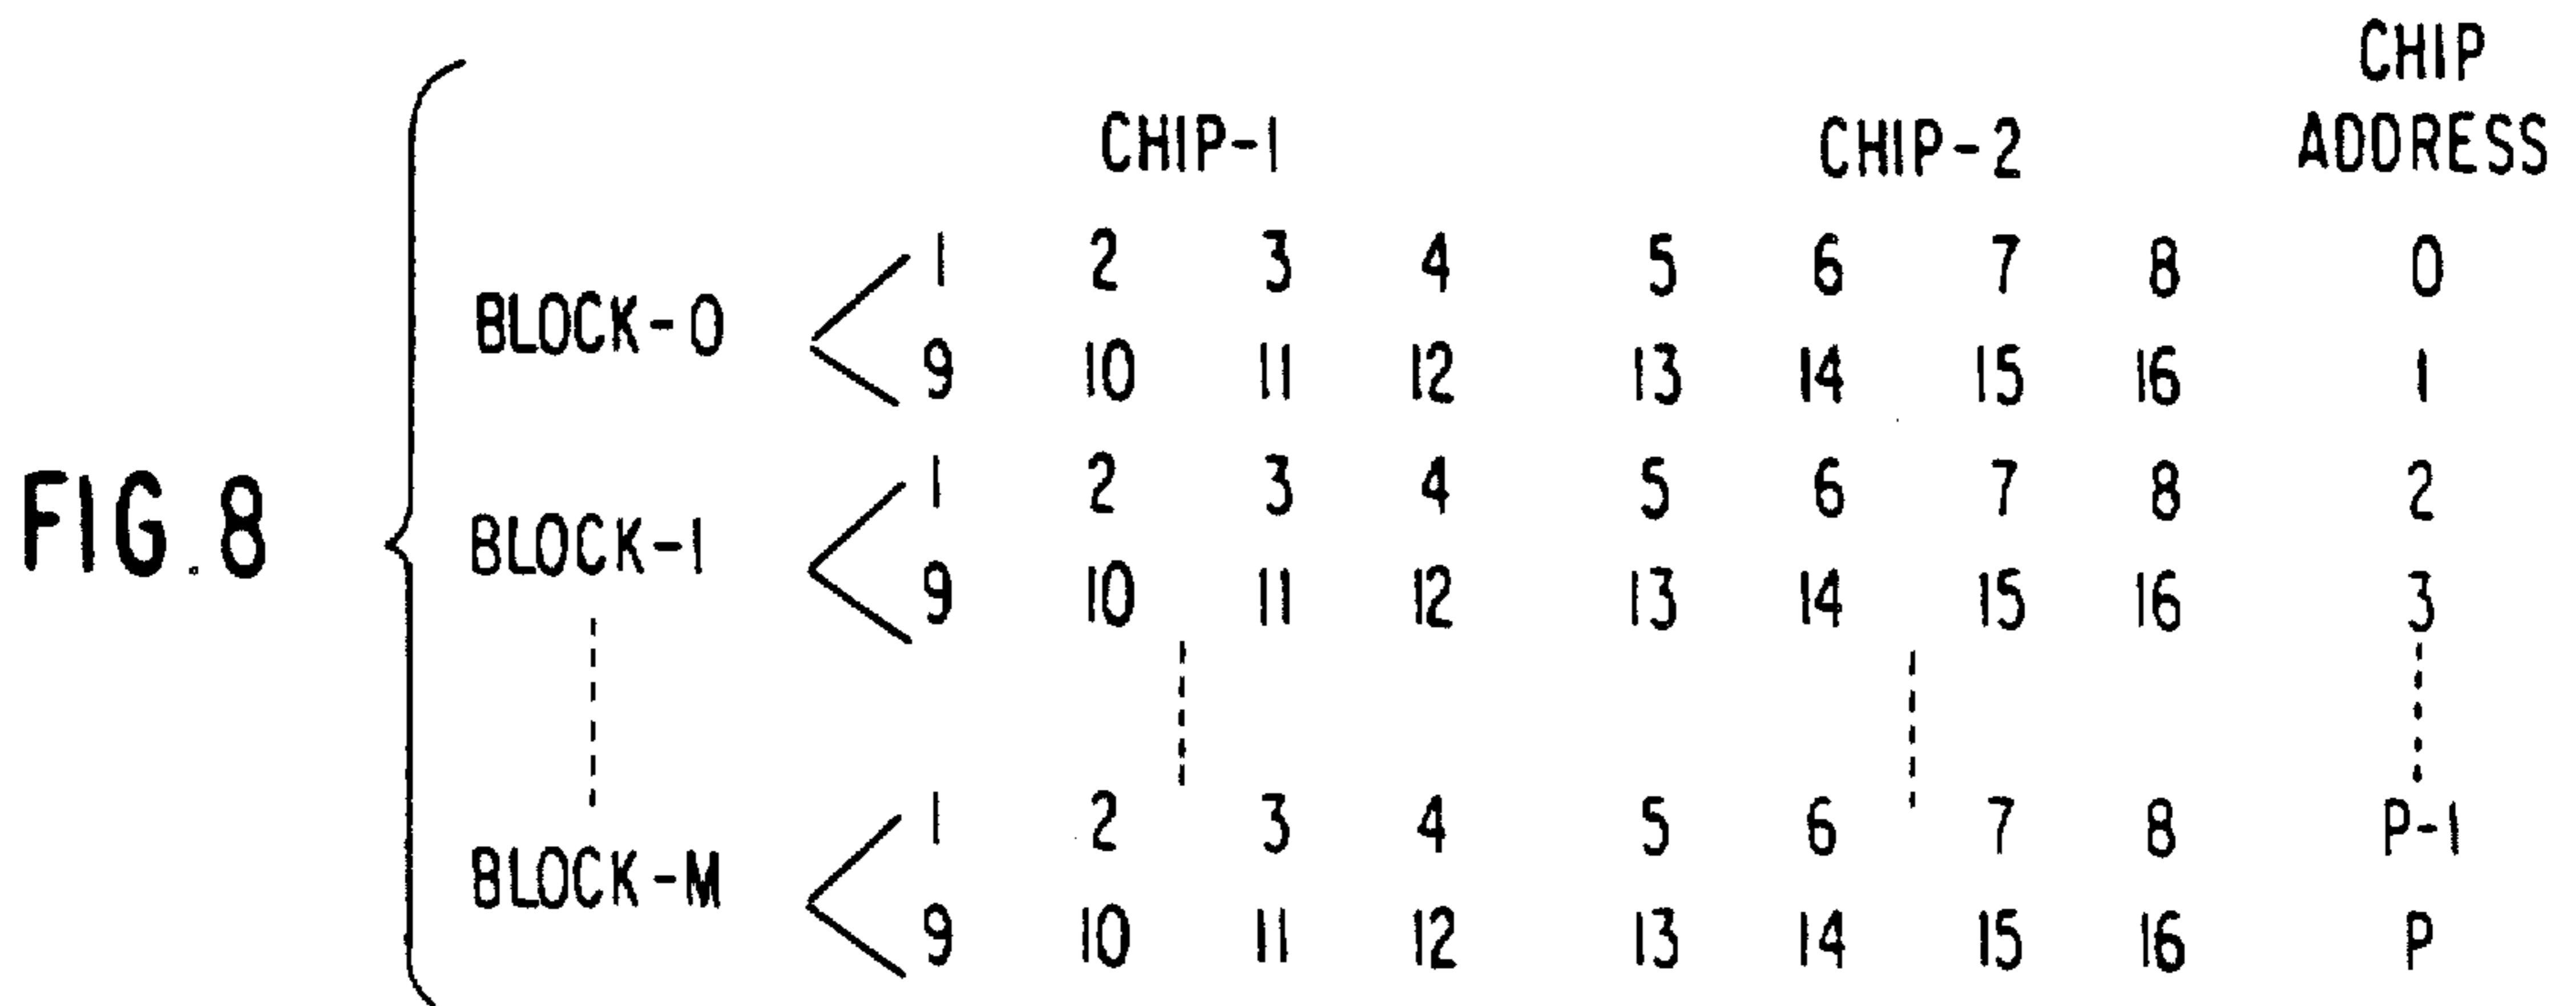 CHIP
ADDRESS
CHIP-1 CHIP-2
BLOCK-0
1 2 3 4 5 6 7 8 0
9 10 11 12 13 14 15 16 1
FIG.8
BLOCK-1
1 2 3 4 5 6 7 8 2
9 10 11 12 13 14 15 16 3
BLOCK-M
1 2 3 4 5 6 7 8 P-1
9 10 11 12 13 14 15 16 P